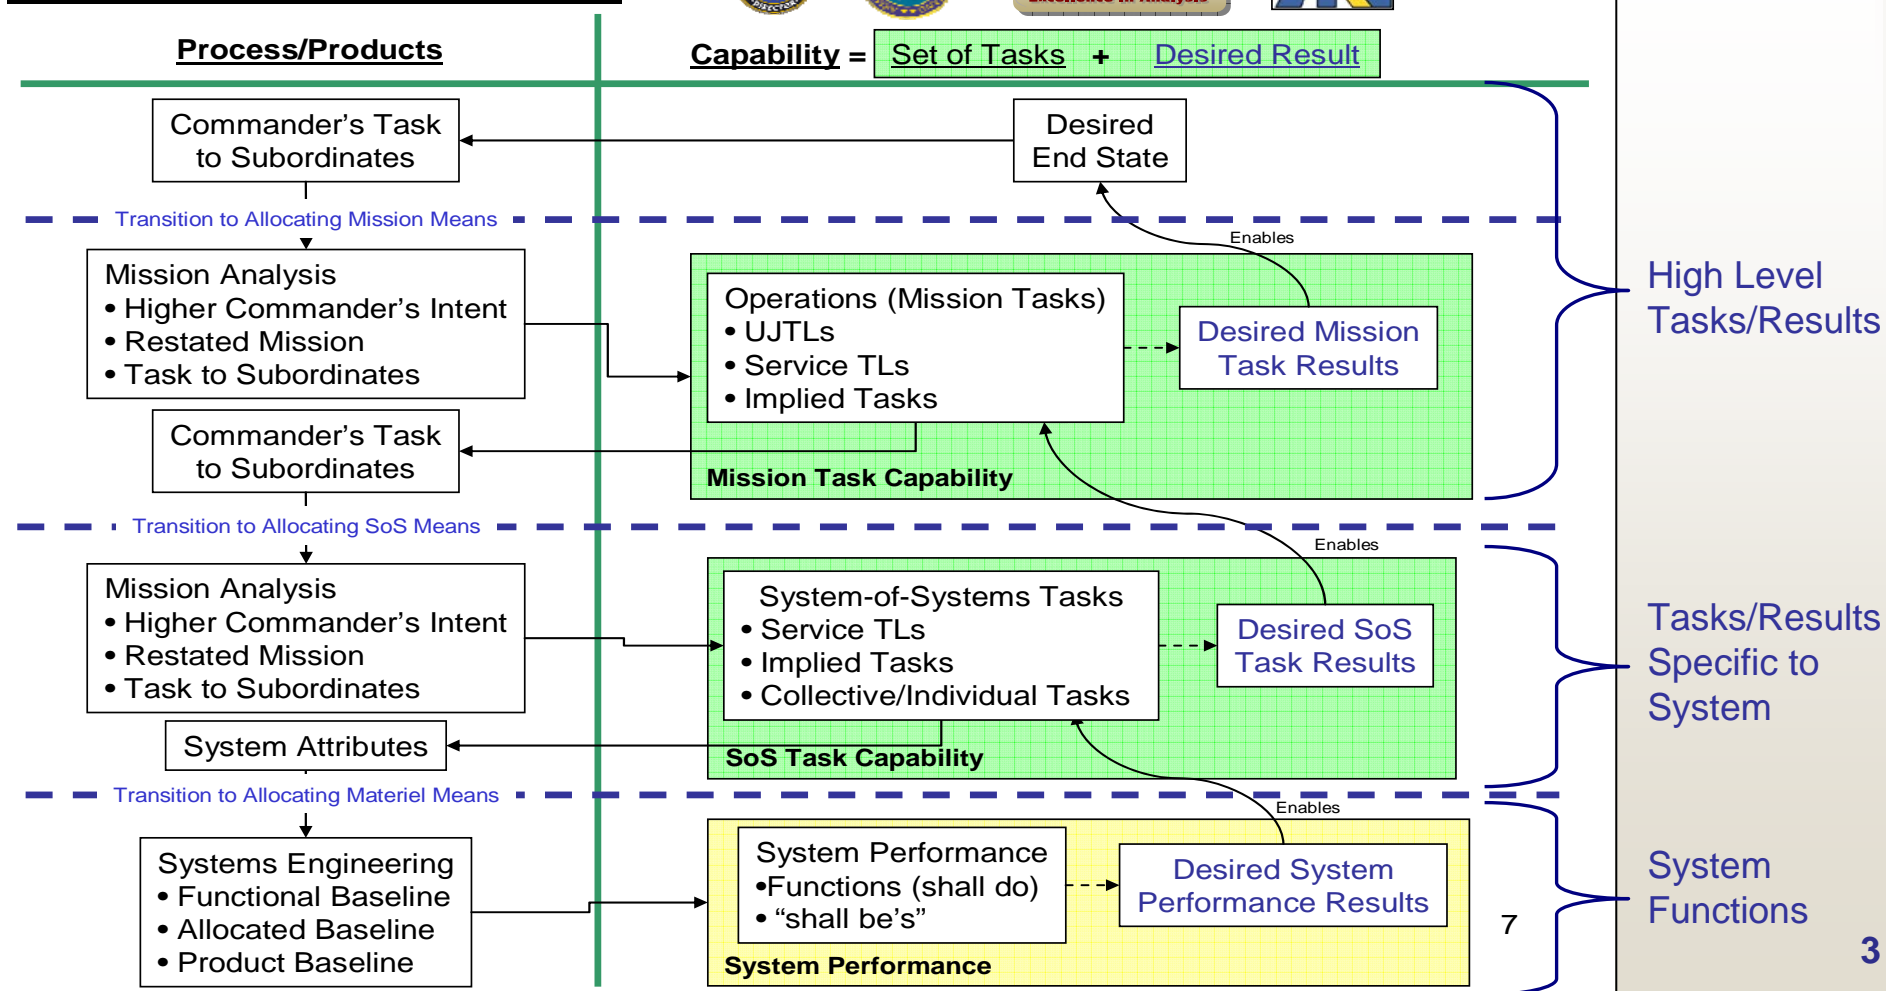 DIRECTOR
Excellence in Analysis
Process/Products
Capability = Set of Tasks + Desired Result
Commander's Task
to Subordinates
Desired
End State
Transition to Allocating Mission Means
Enables
Mission Analysis
• Higher Commander's Intent
• Restated Mission
• Task to Subordinates
Operations (Mission Tasks)
• UJTLs
• Service TLs
• Implied Tasks
Desired Mission
Task Results
High Level
Tasks/Results
Commander's Task
to Subordinates
Mission Task Capability
Transition to Allocating SoS Means
Enables
Mission Analysis
• Higher Commander's Intent
• Restated Mission
• Task to Subordinates
System-of-Systems Tasks
• Service TLs
• Implied Tasks
• Collective/Individual Tasks
Desired SoS
Task Results
Tasks/Results
Specific to
System
System Attributes
SoS Task Capability
Transition to Allocating Materiel Means
Enables
Systems Engineering
• Functional Baseline
• Allocated Baseline
• Product Baseline
System Performance
•Functions (shall do)
• “shall be's”
Desired System
Performance Results
System Performance
System
Functions
7
3